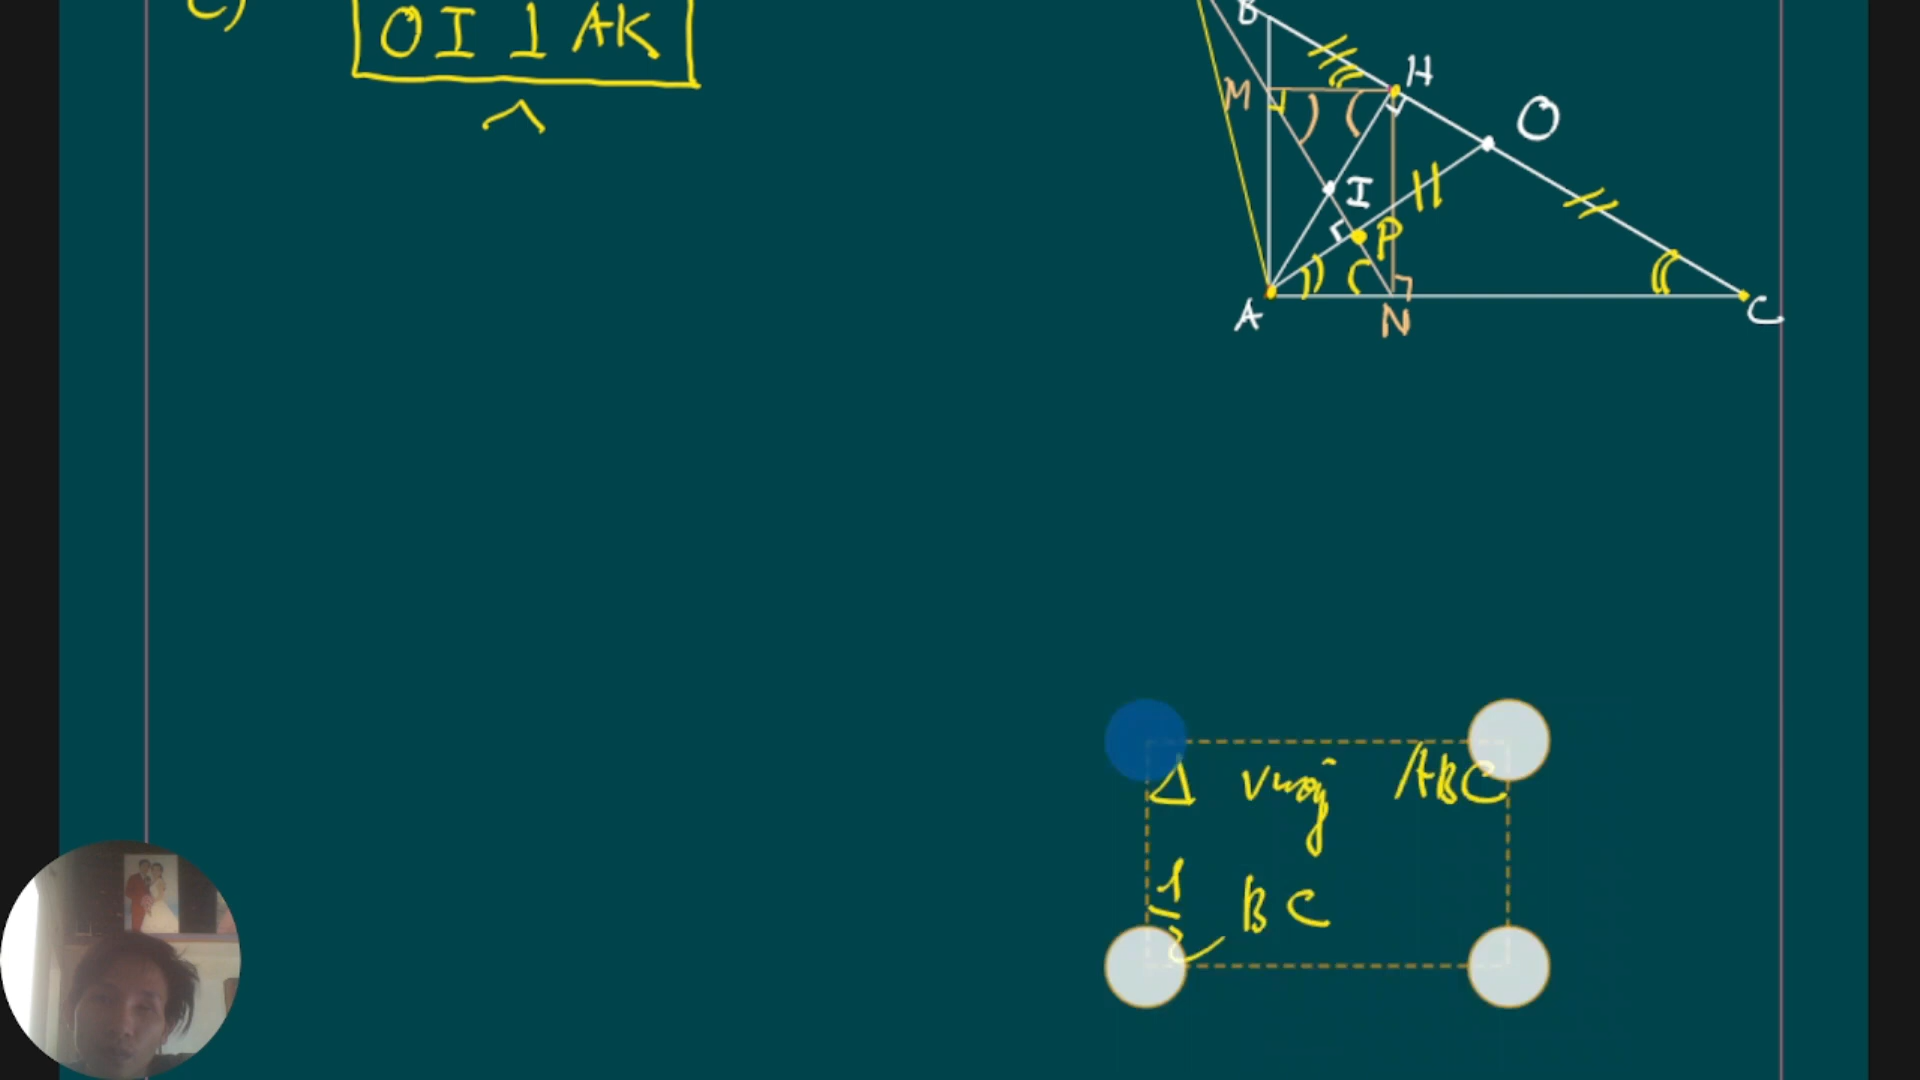 c)
OI ⊥ AK
B
H
M
O
I
P
A
N
C
Δ vuông ABC
1/2 BC